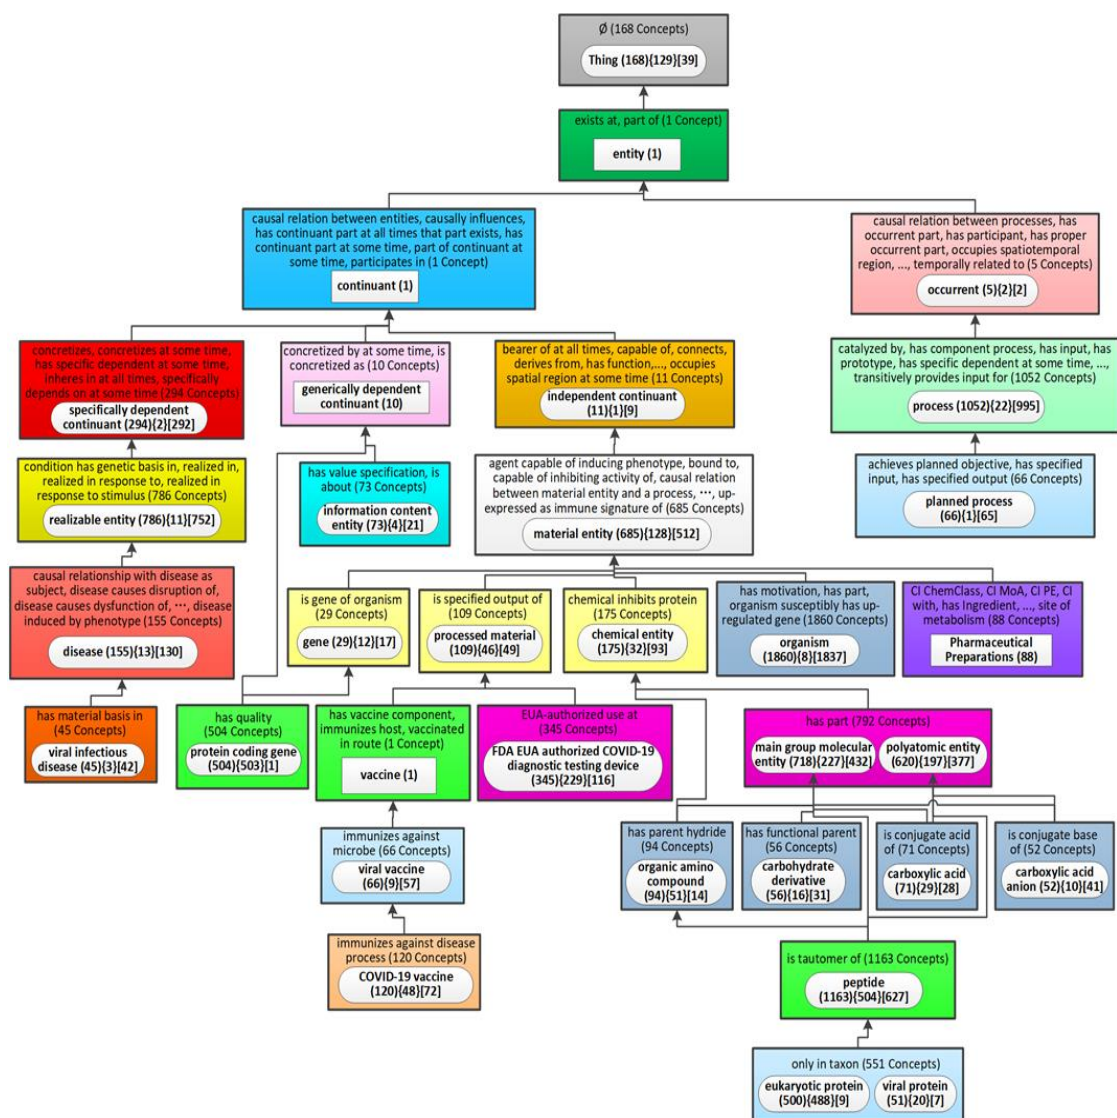 Ø (168 Concepts)
Thing (168){129}[39]
exists at, part of (1 Concept)
entity (1)
causal relation between entities, causally influences,
has continuant part at all times that part exists, has
continuant part at some time, part of continuant at
some time, participates in (1 Concept)
continuant (1)
causal relation between processes, has
occurrent part, has participant, has proper
occurrent part, occupies spatiotemporal
region, ..., temporally related to (5 Concepts)
occurrent (5){2}[2]
concretizes, concretizes at some time,
has specific dependent at some time,
inheres in at all times, specifically
depends on at some time (294 Concepts)
specifically dependent
continuant (294){2}[292]
concretized by at some time, is
concretized as (10 Concepts)
generically dependent
continuant (10)
bearer of at all times, capable of, connects,
derives from, has function,..., occupies
spatial region at some time (11 Concepts)
independent continuant
(11){1}[9]
catalyzed by, has component process, has input, has
prototype, has specific dependent at some time, ...,
transitively provides input for (1052 Concepts)
process (1052){22}[995]
condition has genetic basis in, realized in,
realized in response to, realized in
response to stimulus (786 Concepts)
realizable entity (786){11}[752]
has value specification, is
about (73 Concepts)
information content
entity (73){4}[21]
agent capable of inducing phenotype, bound to,
capable of inhibiting activity of, causal relation
between material entity and a process, ···, up-
expressed as immune signature of (685 Concepts)
material entity (685){128}[512]
achieves planned objective, has specified
input, has specified output (66 Concepts)
planned process
(66){1}[65]
causal relationship with disease as
subject, disease causes disruption of,
disease causes dysfunction of, ···, disease
induced by phenotype (155 Concepts)
disease (155){13}[130]
is gene of organism
(29 Concepts)
gene (29){12}[17]
is specified output of
(109 Concepts)
processed material
(109){46}[49]
chemical inhibits protein
(175 Concepts)
chemical entity
(175){32}[93]
has motivation, has part,
organism susceptibly has up-
regulated gene (1860 Concepts)
organism
(1860){8}[1837]
CI ChemClass, CI MoA, CI PE, CI
with, has Ingredient, ..., site of
metabolism (88 Concepts)
Pharmaceutical
Preparations (88)
has material basis in
(45 Concepts)
viral infectious
disease (45){3}[42]
has quality
(504 Concepts)
protein coding gene
(504){503}[1]
has vaccine component,
immunizes host, vaccinated
in route (1 Concept)
vaccine (1)
EUA-authorized use at
(345 Concepts)
FDA EUA authorized COVID-19
diagnostic testing device
(345){229}[116]
has part (792 Concepts)
main group molecular
entity (718){227}[432]
polyatomic entity
(620){197}[377]
immunizes against
microbe (66 Concepts)
viral vaccine
(66){9}[57]
has parent hydride
(94 Concepts)
organic amino
compound
(94){51}[14]
has functional parent
(56 Concepts)
carbohydrate
derivative
(56){16}[31]
is conjugate acid
of (71 Concepts)
carboxylic acid
(71){29}[28]
is conjugate base
of (52 Concepts)
carboxylic acid
anion (52){10}[41]
immunizes against disease
process (120 Concepts)
COVID-19 vaccine
(120){48}[72]
is tautomer of (1163 Concepts)
peptide
(1163){504}[627]
only in taxon (551 Concepts)
eukaryotic protein
(500){488}[9]
viral protein
(51){20}[7]